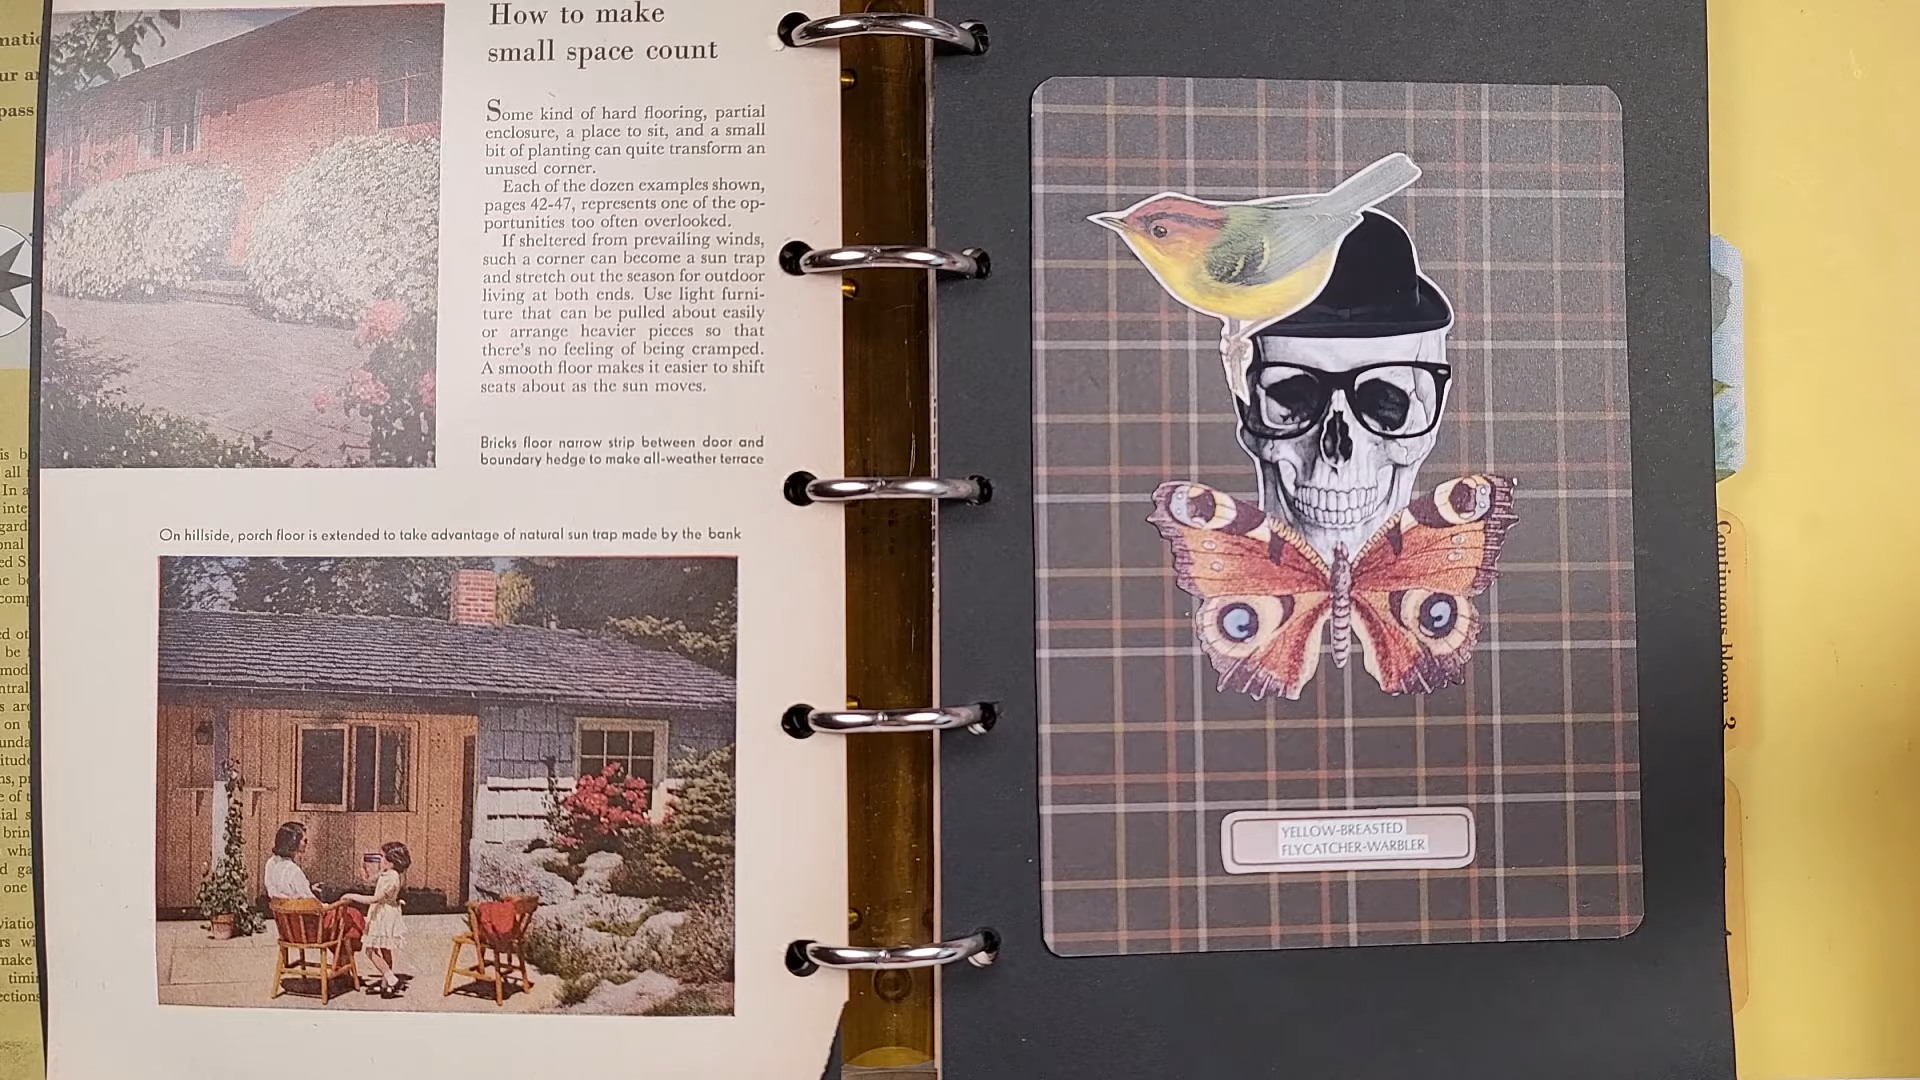 How to make
small space count
Some kind of hard flooring, partial
enclosure, a place to sit, and a small
bit of planting can quite transform an
unused corner.
Each of the dozen examples shown,
pages 42-47, represents one of the op-
portunities too often overlooked.
If sheltered from prevailing winds,
such a corner can become a sun trap
and stretch out the season for outdoor
living at both ends. Use light furni-
ture that can be pulled about easily
or arrange heavier pieces so that
there's no feeling of being cramped.
A smooth floor makes it easier to shift
seats about as the sun moves.
Bricks floor narrow strip between door and
boundary hedge to make all-weather terrace
On hillside, porch floor is extended to take advantage of natural sun trap made by the bank
YELLOW-BREASTED
FLYCATCHER-WARBLER
Continuous bloom